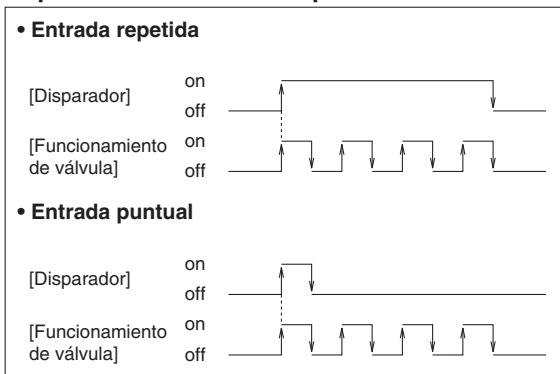 • Entrada repetida
[Disparador]
on
off
[Funcionamiento
de válvula]
on
off
• Entrada puntual
[Disparador]
on
off
[Funcionamiento
de válvula]
on
off